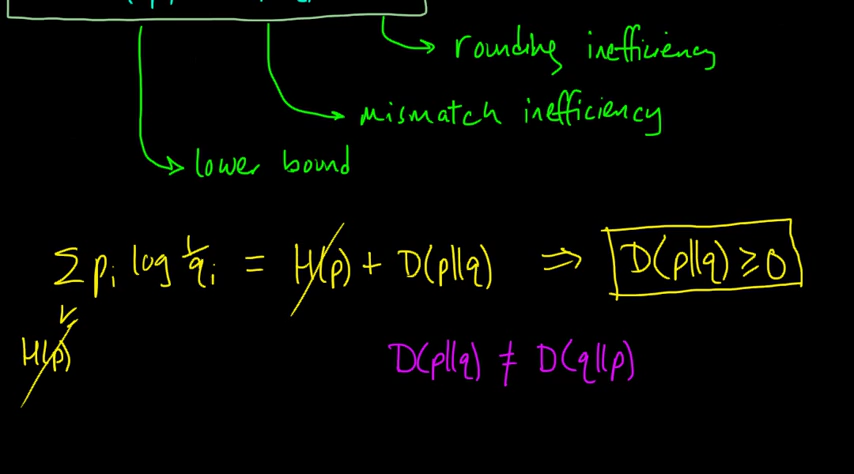 rounding inefficiency
mismatch inefficiency
lower bound
∑ pᵢ log 1/qᵢ = H(p) + D(p||q) ⇒ D(p||q) ≥ 0
H(p)
D(p||q) ≠ D(q||p)